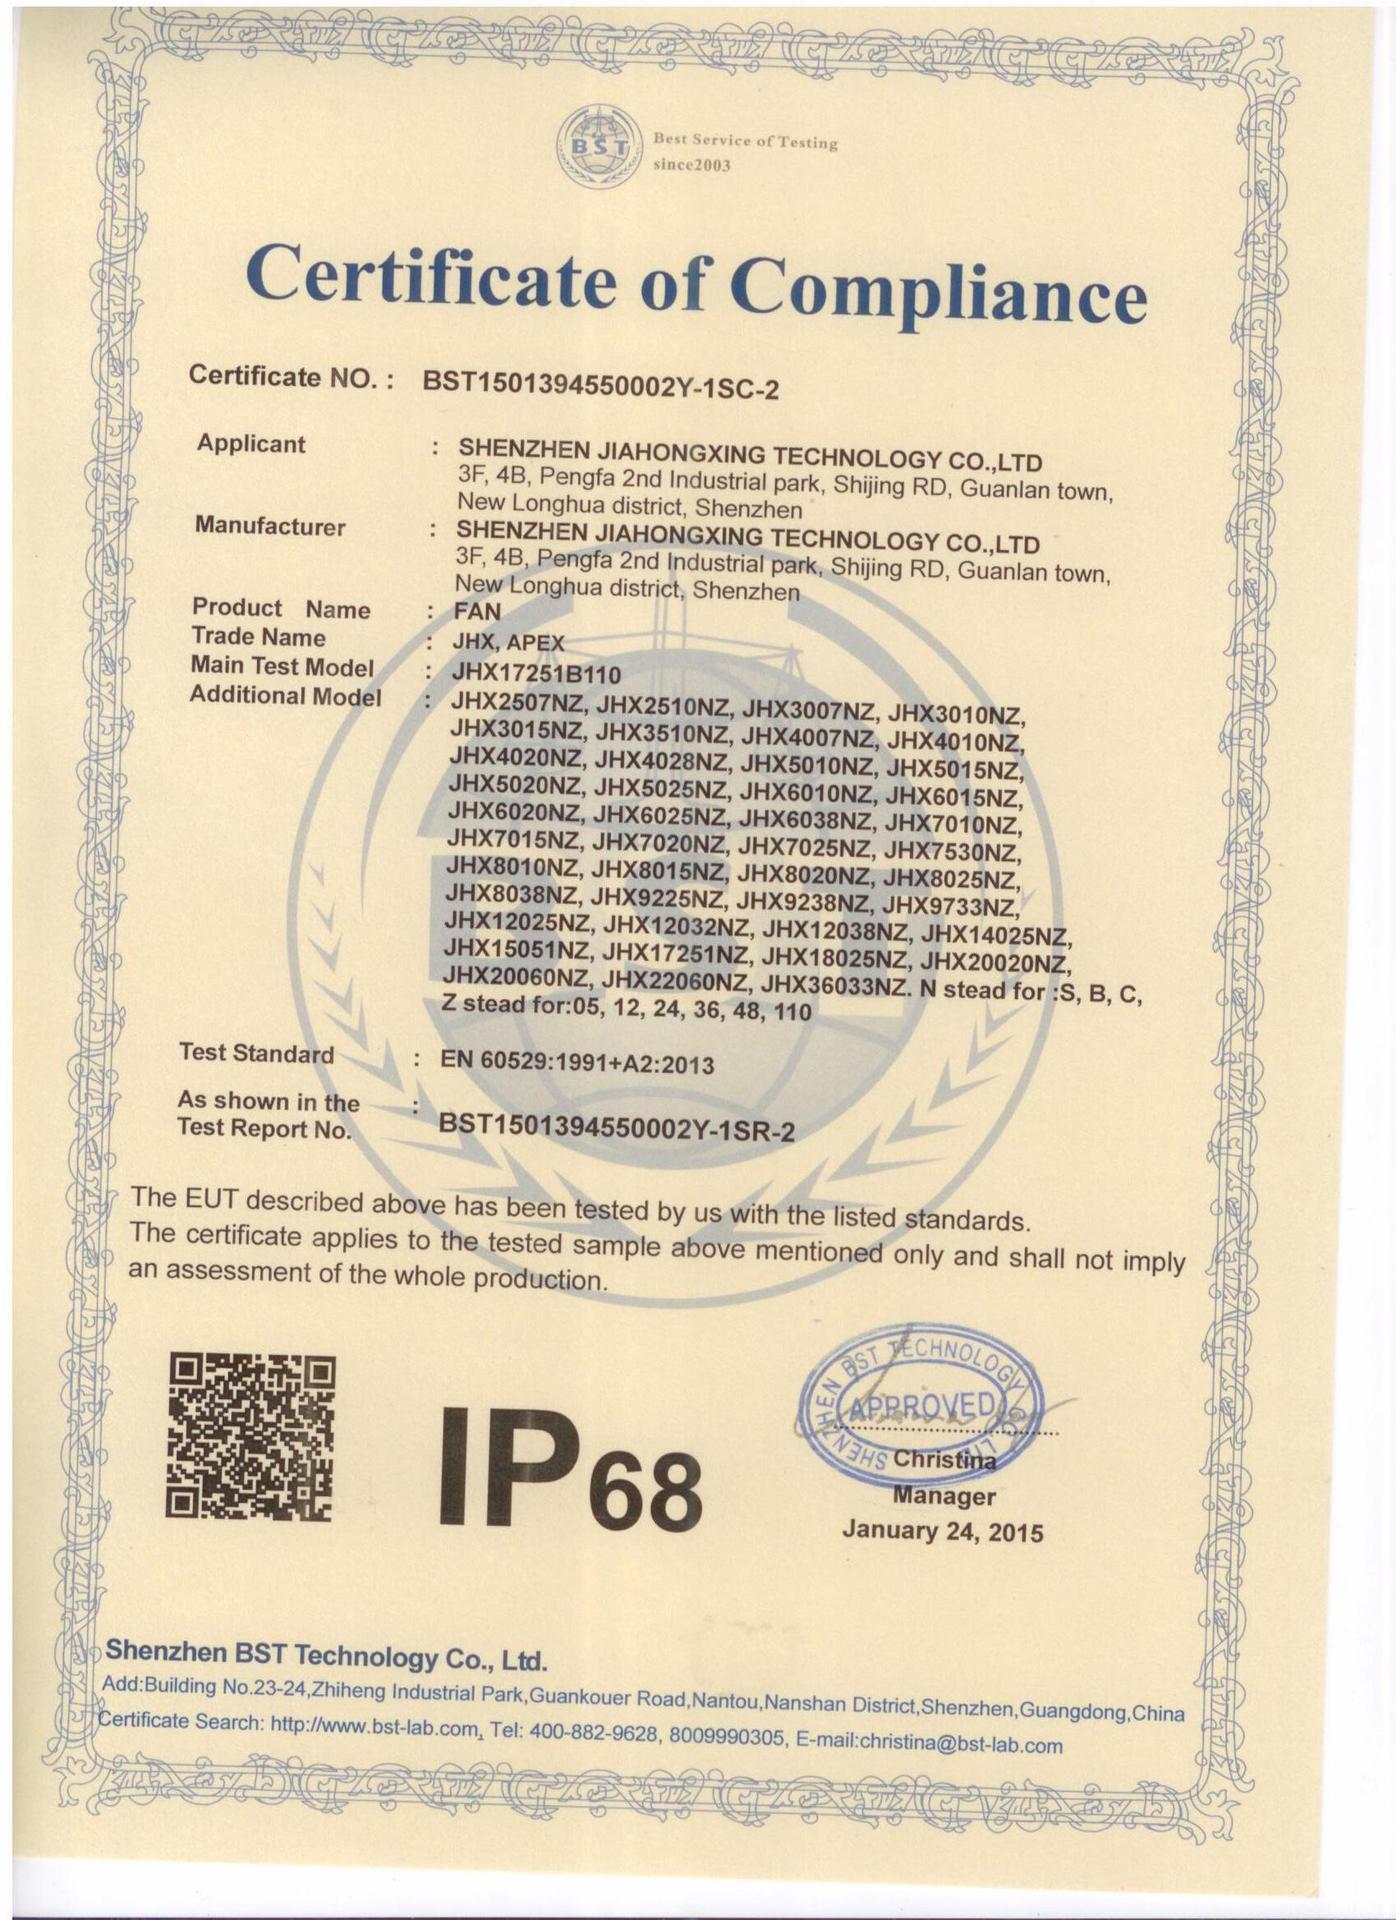 BST
Best Service of Testing
since2003
Certificate of Compliance
Certificate NO. : BST1501394550002Y-1SC-2
Applicant : SHENZHEN JIAHONGXING TECHNOLOGY CO.,LTD
3F, 4B, Pengfa 2nd Industrial park, Shijing RD, Guanlan town,
New Longhua district, Shenzhen
Manufacturer : SHENZHEN JIAHONGXING TECHNOLOGY CO.,LTD
3F, 4B, Pengfa 2nd Industrial park, Shijing RD, Guanlan town,
New Longhua district, Shenzhen
Product Name : FAN
Trade Name : JHX, APEX
Main Test Model : JHX17251B110
Additional Model : JHX2507NZ, JHX2510NZ, JHX3007NZ, JHX3010NZ,
JHX3015NZ, JHX3510NZ, JHX4007NZ, JHX4010NZ,
JHX4020NZ, JHX4028NZ, JHX5010NZ, JHX5015NZ,
JHX5020NZ, JHX5025NZ, JHX6010NZ, JHX6015NZ,
JHX6020NZ, JHX6025NZ, JHX6038NZ, JHX7010NZ,
JHX7015NZ, JHX7020NZ, JHX7025NZ, JHX7530NZ,
JHX8010NZ, JHX8015NZ, JHX8020NZ, JHX8025NZ,
JHX8038NZ, JHX9225NZ, JHX9238NZ, JHX9733NZ,
JHX12025NZ, JHX12032NZ, JHX12038NZ, JHX14025NZ,
JHX15051NZ, JHX17251NZ, JHX18025NZ, JHX20020NZ,
JHX20060NZ, JHX22060NZ, JHX36033NZ. N stead for :S, B, C,
Z stead for:05, 12, 24, 36, 48, 110
Test Standard : EN 60529:1991+A2:2013
As shown in the :
Test Report No. BST1501394550002Y-1SR-2
The EUT described above has been tested by us with the listed standards.
The certificate applies to the tested sample above mentioned only and shall not imply
an assessment of the whole production.
IP68
SHENZHEN BST TECHNOLOGY CO., LTD.
APPROVED
Christina
Manager
January 24, 2015
Shenzhen BST Technology Co., Ltd.
Add:Building No.23-24,Zhiheng Industrial Park,Guankouer Road,Nantou,Nanshan District,Shenzhen,Guangdong,China
Certificate Search: http://www.bst-lab.com, Tel: 400-882-9628, 8009990305, E-mail:christina@bst-lab.com